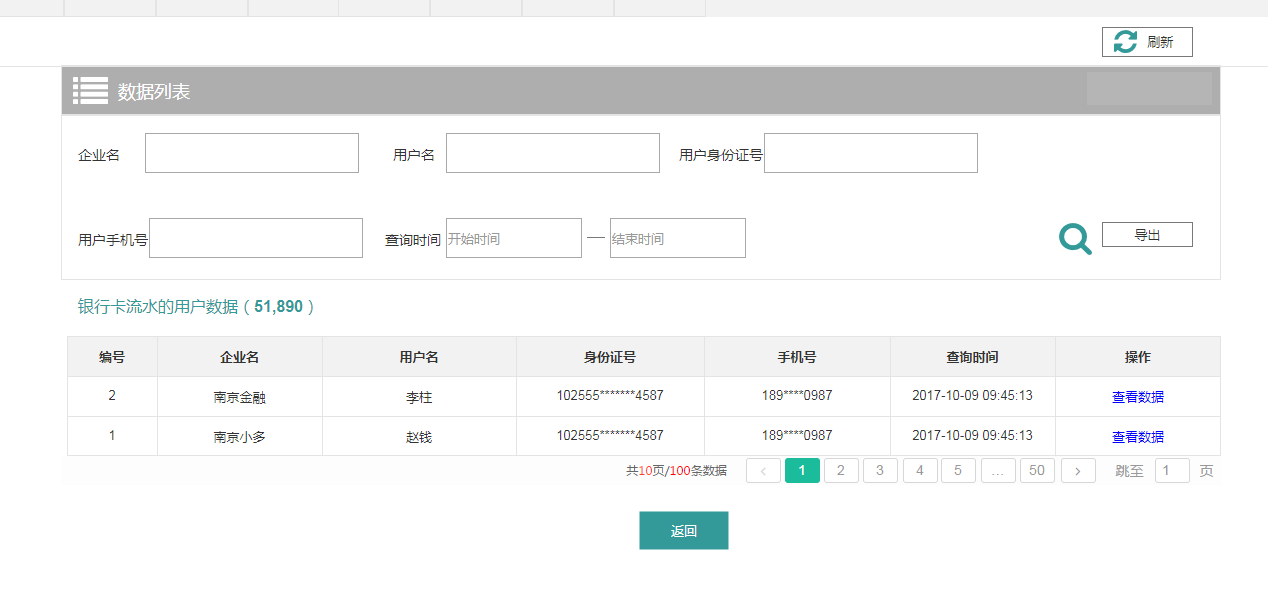 刷新
数据列表
企业名 用户名 用户身份证号
用户手机号 查询时间 开始时间 — 结束时间 导出
银行卡流水的用户数据（51,890）
编号 企业名 用户名 身份证号 手机号 查询时间 操作
2 南京金融 李柱 102555*******4587 189****0987 2017-10-09 09:45:13 查看数据
1 南京小多 赵钱 102555*******4587 189****0987 2017-10-09 09:45:13 查看数据
共10页/100条数据 < 1 2 3 4 5 ... 50 > 跳至 1 页
返回